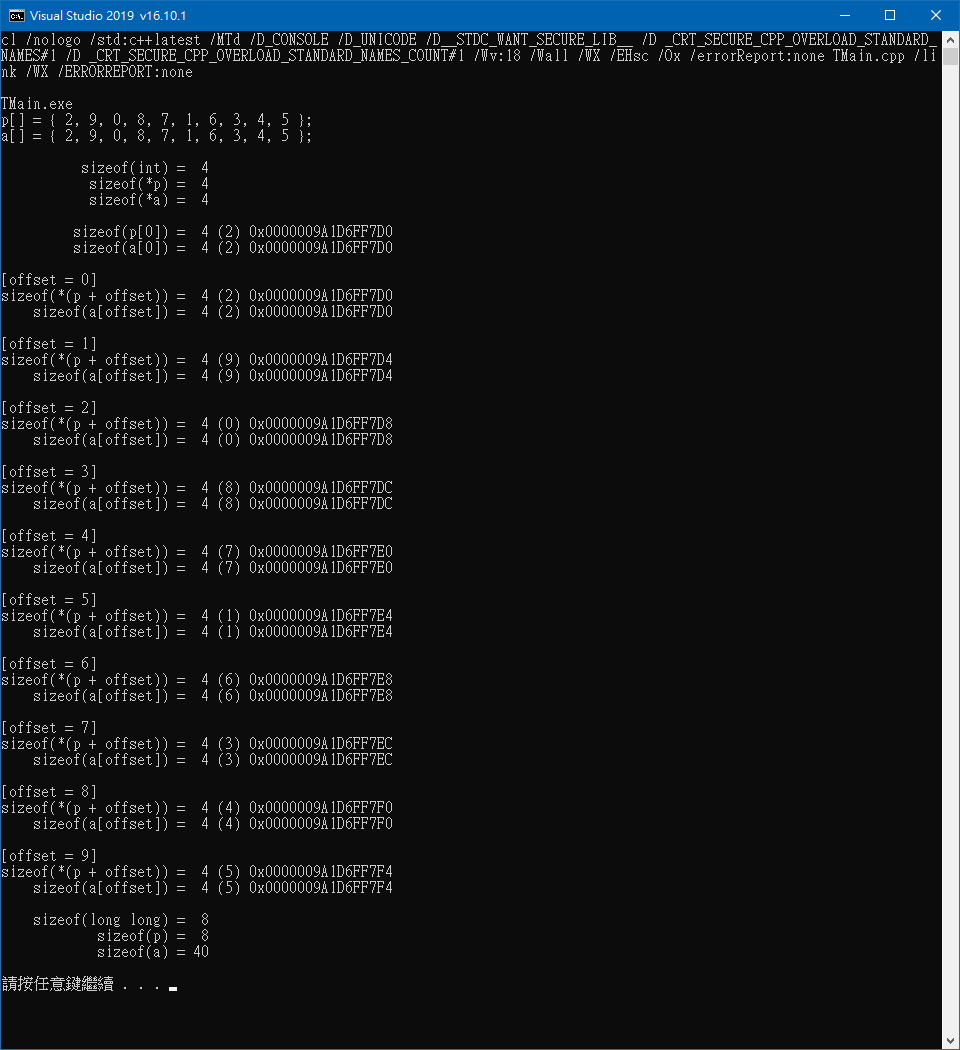 Visual Studio 2019 v16.10.1
cl /nologo /std:c++latest /MTd /D_CONSOLE /D_UNICODE /D__STDC_WANT_SECURE_LIB__ /D _CRT_SECURE_CPP_OVERLOAD_STANDARD_
NAMES#1 /D _CRT_SECURE_CPP_OVERLOAD_STANDARD_NAMES_COUNT#1 /Wv:18 /Wall /WX /EHsc /Ox /errorReport:none TMain.cpp /li
nk /WX /ERRORREPORT:none
TMain.exe
p[] = { 2, 9, 0, 8, 7, 1, 6, 3, 4, 5 };
a[] = { 2, 9, 0, 8, 7, 1, 6, 3, 4, 5 };
sizeof(int) = 4
sizeof(*p) = 4
sizeof(*a) = 4
sizeof(p[0]) = 4 (2) 0x0000009A1D6FF7D0
sizeof(a[0]) = 4 (2) 0x0000009A1D6FF7D0
[offset = 0]
sizeof(*(p + offset)) = 4 (2) 0x0000009A1D6FF7D0
sizeof(a[offset]) = 4 (2) 0x0000009A1D6FF7D0
[offset = 1]
sizeof(*(p + offset)) = 4 (9) 0x0000009A1D6FF7D4
sizeof(a[offset]) = 4 (9) 0x0000009A1D6FF7D4
[offset = 2]
sizeof(*(p + offset)) = 4 (0) 0x0000009A1D6FF7D8
sizeof(a[offset]) = 4 (0) 0x0000009A1D6FF7D8
[offset = 3]
sizeof(*(p + offset)) = 4 (8) 0x0000009A1D6FF7DC
sizeof(a[offset]) = 4 (8) 0x0000009A1D6FF7DC
[offset = 4]
sizeof(*(p + offset)) = 4 (7) 0x0000009A1D6FF7E0
sizeof(a[offset]) = 4 (7) 0x0000009A1D6FF7E0
[offset = 5]
sizeof(*(p + offset)) = 4 (1) 0x0000009A1D6FF7E4
sizeof(a[offset]) = 4 (1) 0x0000009A1D6FF7E4
[offset = 6]
sizeof(*(p + offset)) = 4 (6) 0x0000009A1D6FF7E8
sizeof(a[offset]) = 4 (6) 0x0000009A1D6FF7E8
[offset = 7]
sizeof(*(p + offset)) = 4 (3) 0x0000009A1D6FF7EC
sizeof(a[offset]) = 4 (3) 0x0000009A1D6FF7EC
[offset = 8]
sizeof(*(p + offset)) = 4 (4) 0x0000009A1D6FF7F0
sizeof(a[offset]) = 4 (4) 0x0000009A1D6FF7F0
[offset = 9]
sizeof(*(p + offset)) = 4 (5) 0x0000009A1D6FF7F4
sizeof(a[offset]) = 4 (5) 0x0000009A1D6FF7F4
sizeof(long long) = 8
sizeof(p) = 8
sizeof(a) = 40
請按任意鍵繼續 . . .